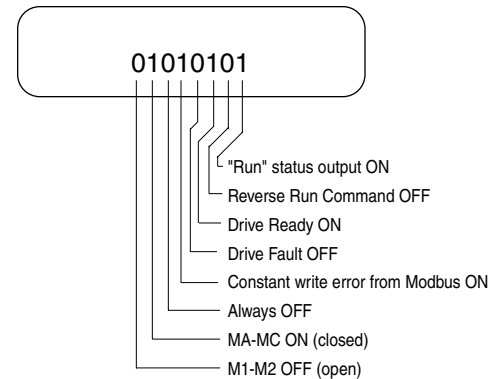 01010101
"Run" status output ON
Reverse Run Command OFF
Drive Ready ON
Drive Fault OFF
Constant write error from Modbus ON
Always OFF
MA-MC ON (closed)
M1-M2 OFF (open)